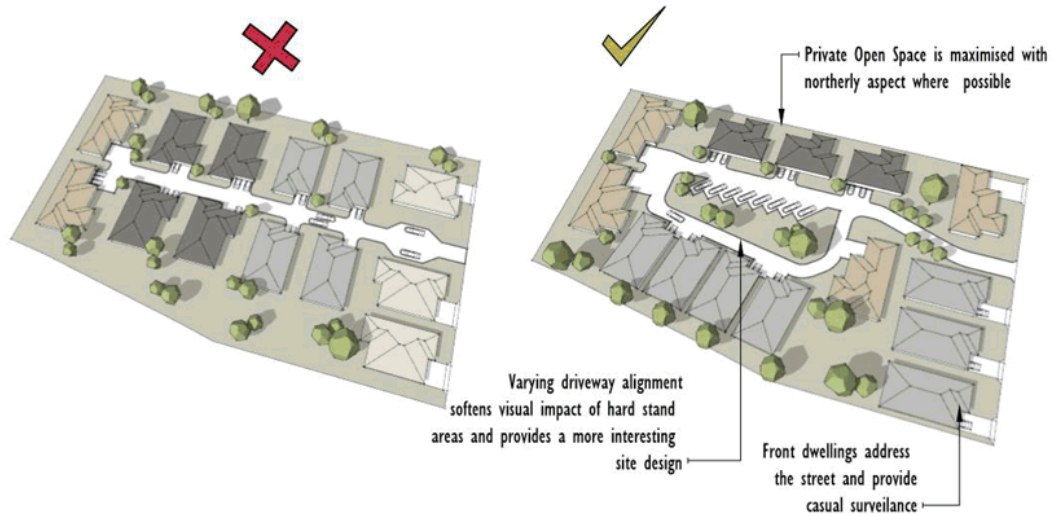 Private Open Space is maximised with
northerly aspect where possible
Varying driveway alignment
softens visual impact of hard stand
areas and provides a more interesting
site design
Front dwellings address
the street and provide
casual surveilance